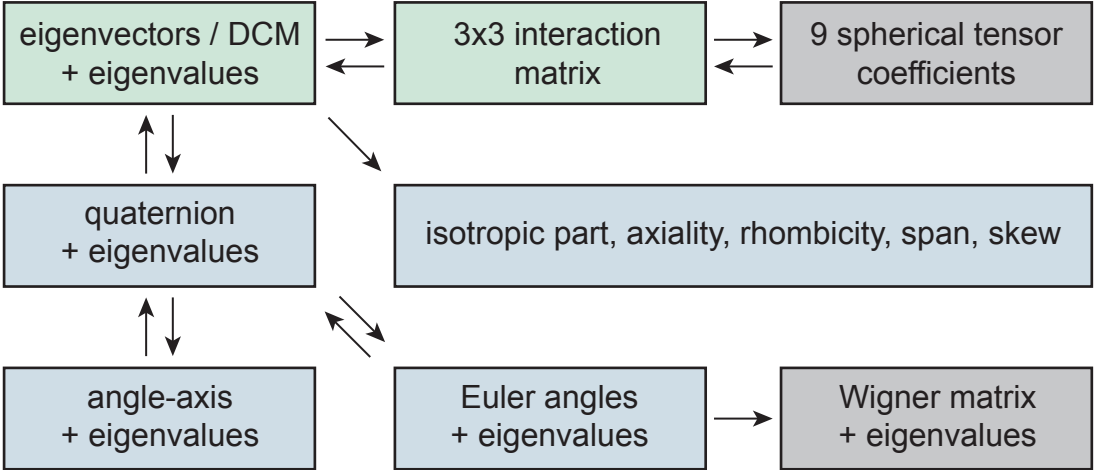 eigenvectors / DCM
+ eigenvalues
3x3 interaction
matrix
9 spherical tensor
coefficients
quaternion
+ eigenvalues
isotropic part, axiality, rhombicity, span, skew
angle-axis
+ eigenvalues
Euler angles
+ eigenvalues
Wigner matrix
+ eigenvalues